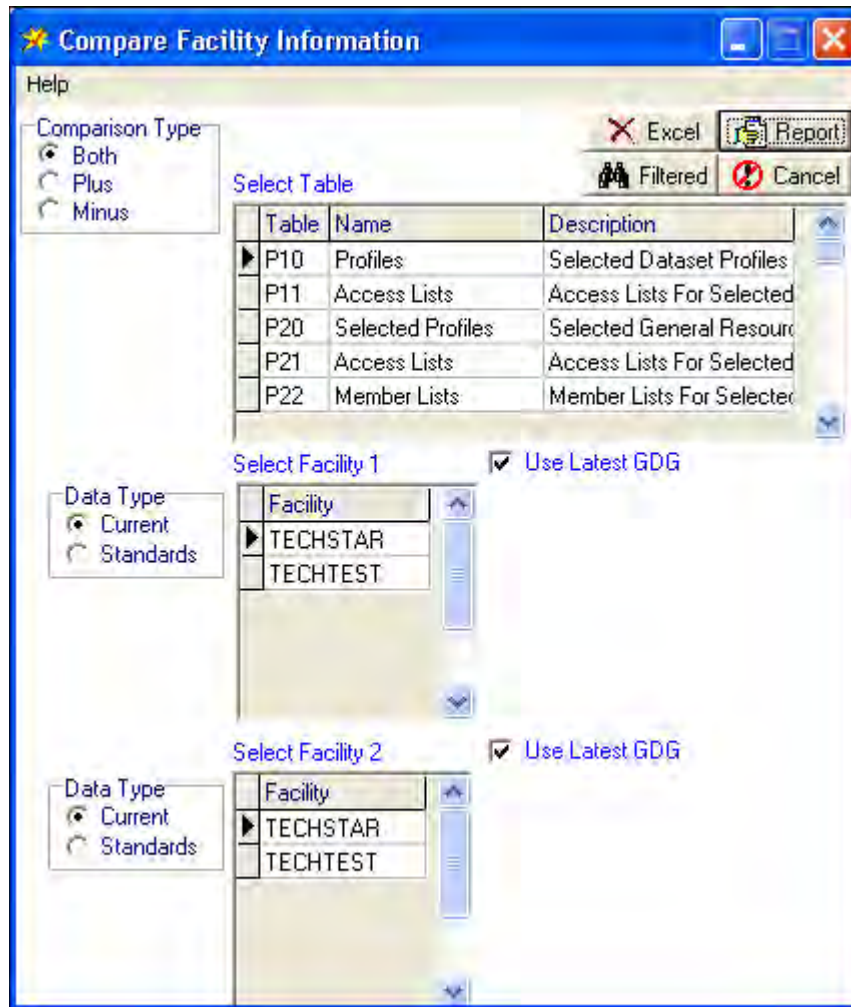 Compare Facility Information
Help
Comparison Type
Both
Plus
Minus
Excel
Report
Filtered
Cancel
Select Table
Table Name Description
P10 Profiles Selected Dataset Profiles
P11 Access Lists Access Lists For Selected
P20 Selected Profiles Selected General Resourc
P21 Access Lists Access Lists For Selected
P22 Member Lists Member Lists For Selected
Select Facility 1
Use Latest GDG
Data Type
Current
Standards
Facility
TECHSTAR
TECHTEST
Select Facility 2
Use Latest GDG
Data Type
Current
Standards
Facility
TECHSTAR
TECHTEST